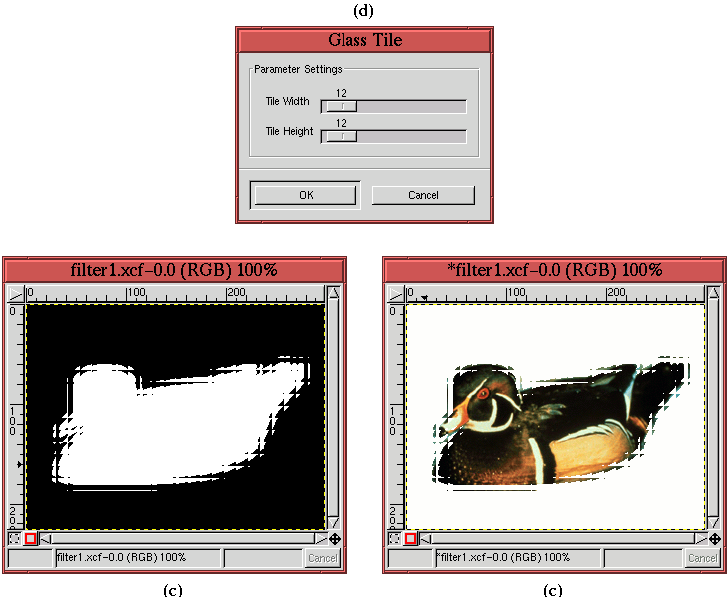 (d)
Glass Tile
Parameter Settings
12
Tile Width
12
Tile Height
OK Cancel
filter1.xcf-0.0 (RGB) 100%
0 100 200
0
100
20
filter1.xcf-0.0 (RGB) 100% Cancel
(c)
*filter1.xcf-0.0 (RGB) 100%
0 100 200
0
100
20
*filter1.xcf-0.0 (RGB) 100% Cancel
(c)